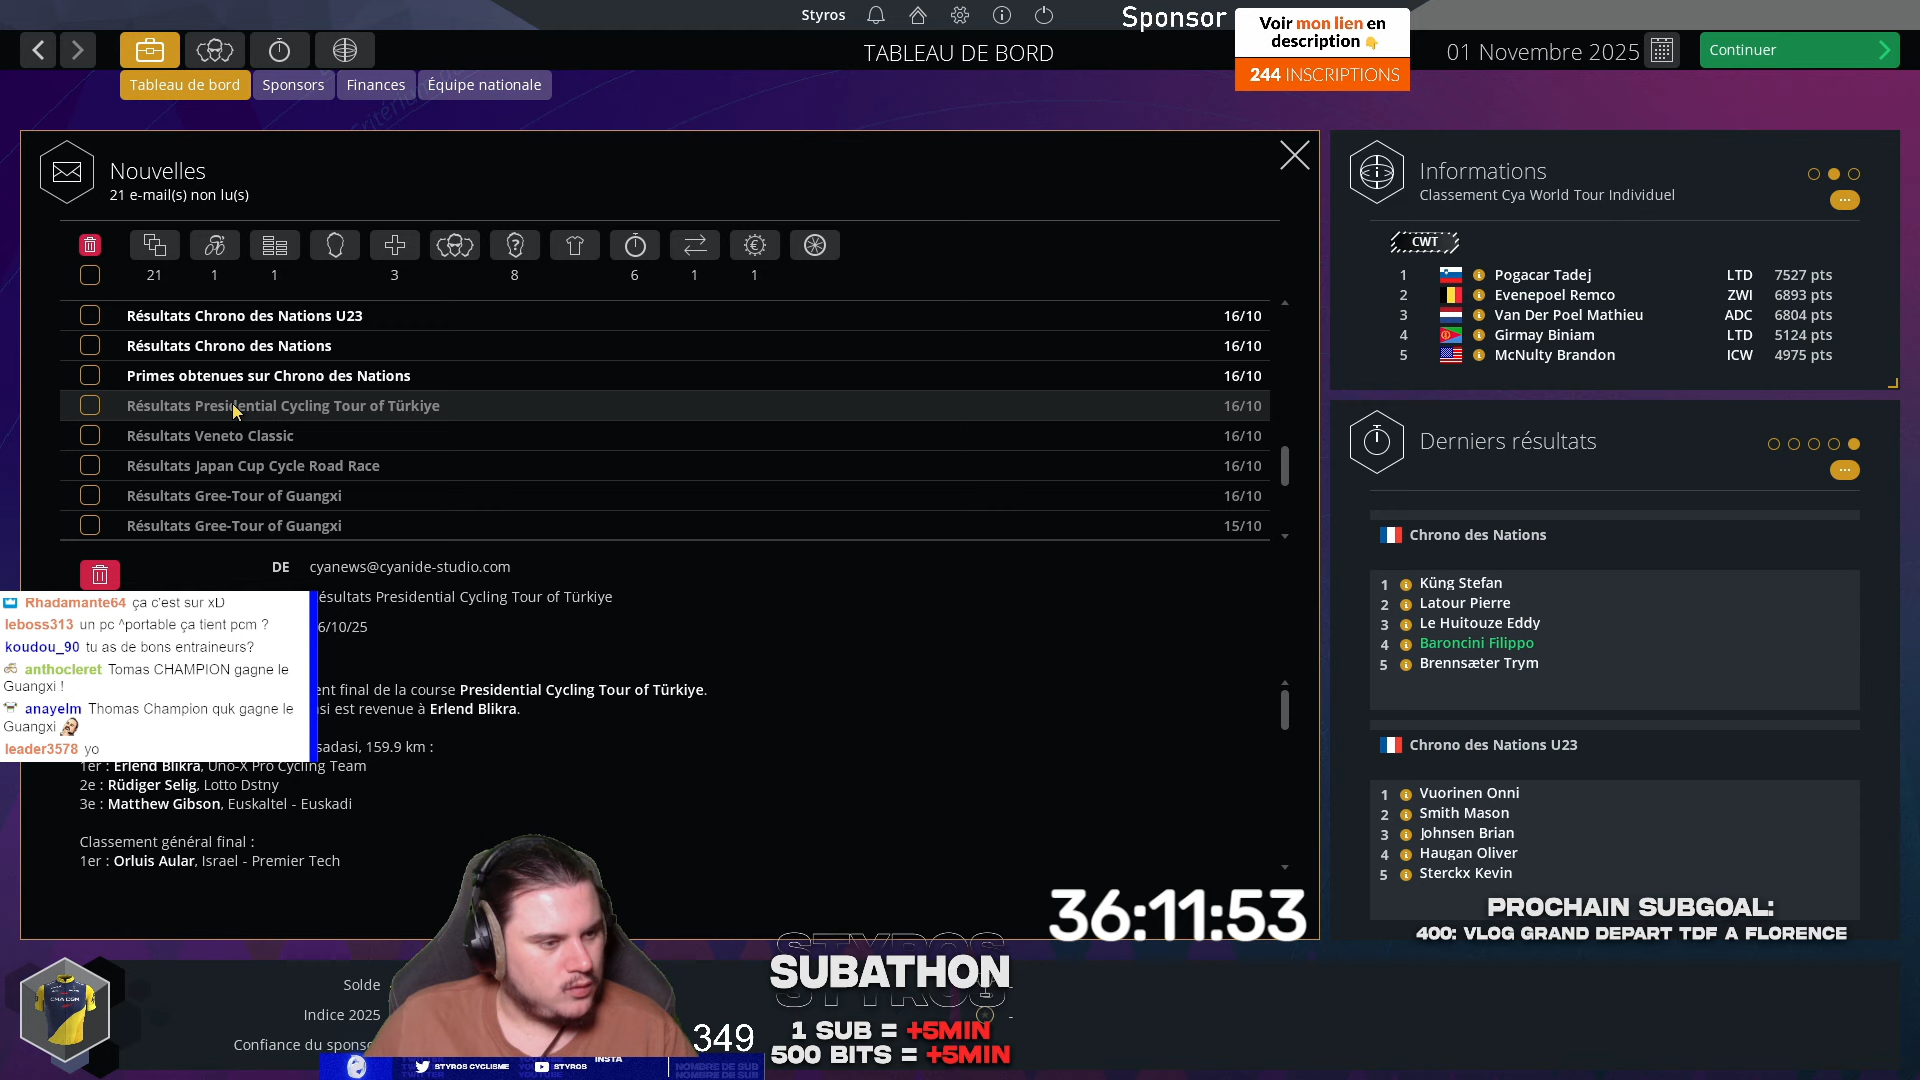 Styros
Sponsor
Voir mon lien en
description 👇
244 INSCRIPTIONS
TABLEAU DE BORD
01 Novembre 2025
Continuer
Tableau de bord
Sponsors
Finances
Équipe nationale
Nouvelles
21 e-mail(s) non lu(s)
21 1 1 3 8 6 1 1
Résultats Chrono des Nations U23 16/10
Résultats Chrono des Nations 16/10
Primes obtenues sur Chrono des Nations 16/10
Résultats Presidential Cycling Tour of Türkiye 16/10
Résultats Veneto Classic 16/10
Résultats Japan Cup Cycle Road Race 16/10
Résultats Gree-Tour of Guangxi 16/10
Résultats Gree-Tour of Guangxi 15/10
DE cyanews@cyanide-studio.com
ésultats Presidential Cycling Tour of Türkiye
6/10/25
ent final de la course Presidential Cycling Tour of Türkiye.
si est revenue à Erlend Blikra.
sadasi, 159.9 km :
1er : Erlend Blikra, Uno-X Pro Cycling Team
2e : Rüdiger Selig, Lotto Dstny
3e : Matthew Gibson, Euskaltel - Euskadi
Classement général final :
1er : Orluis Aular, Israel - Premier Tech
Rhadamante64 ça c'est sur xD
leboss313 un pc ^portable ça tient pcm ?
koudou_90 tu as de bons entraineurs?
anthocleret Tomas CHAMPION gagne le
Guangxi !
anayelm Thomas Champion quk gagne le
Guangxi
leader3578 yo
Informations
Classement Cya World Tour Individuel
CWT
1 Pogacar Tadej LTD 7527 pts
2 Evenepoel Remco ZWI 6893 pts
3 Van Der Poel Mathieu ADC 6804 pts
4 Girmay Biniam LTD 5124 pts
5 McNulty Brandon ICW 4975 pts
Derniers résultats
Chrono des Nations
1 Küng Stefan
2 Latour Pierre
3 Le Huitouze Eddy
4 Baroncini Filippo
5 Brennsæter Trym
Chrono des Nations U23
1 Vuorinen Onni
2 Smith Mason
3 Johnsen Brian
4 Haugan Oliver
5 Sterckx Kevin
PROCHAIN SUBGOAL:
400: VLOG GRAND DEPART TDF A FLORENCE
36:11:53
STYROS
SUBATHON
STYROS
1 SUB = +5MIN
500 BITS = +5MIN
Solde
Indice 2025
Confiance du sponso
CMA CGM
349
STYROS CYCLISME
STYROS
INSTA
NOMBRE DE SUB